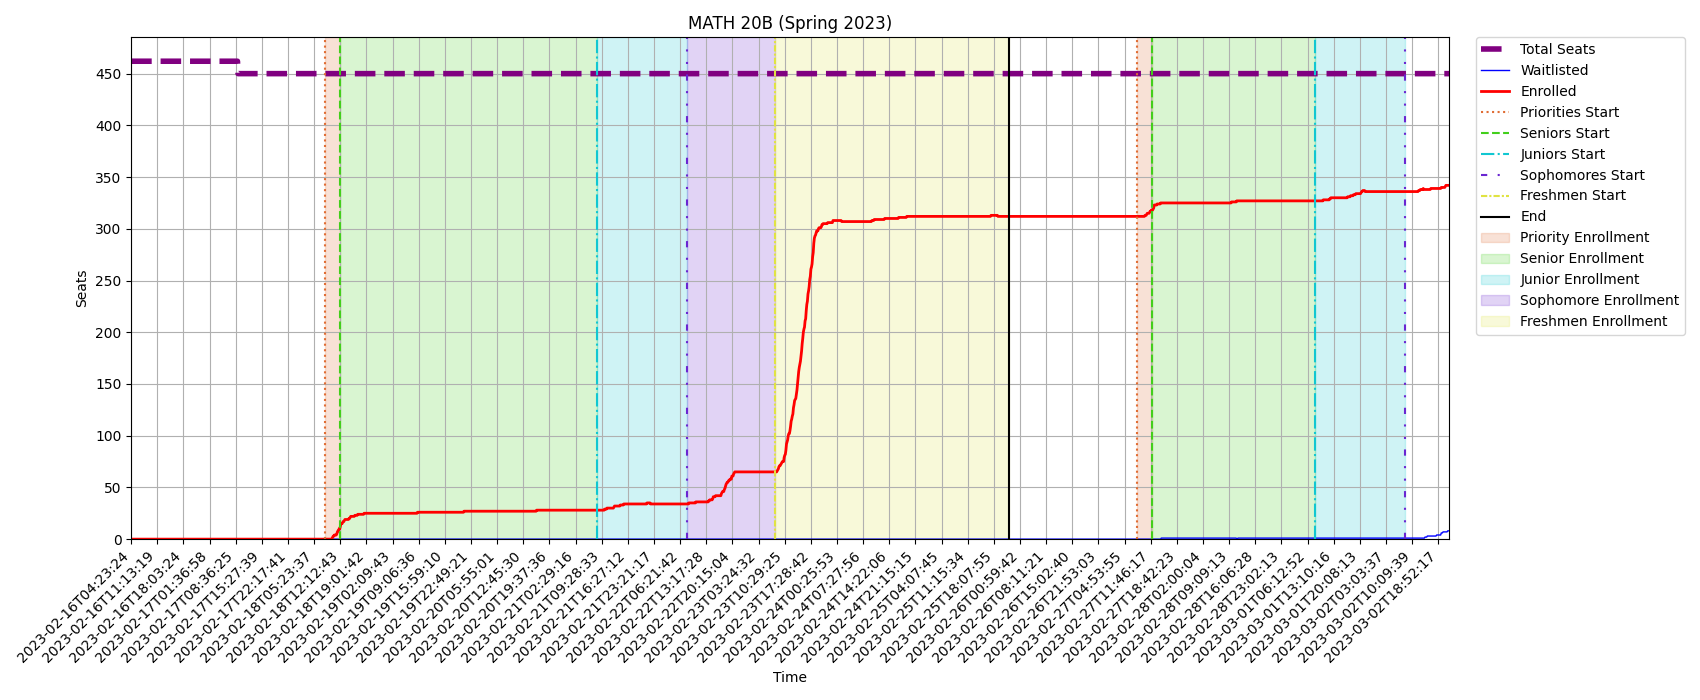 MATH 20B (Spring 2023)
Seats
450
400
350
300
250
200
150
100
50
0
2023-02-16T04:23:24
2023-02-16T11:13:19
2023-02-16T18:03:24
2023-02-17T01:36:58
2023-02-17T08:36:25
2023-02-17T15:27:39
2023-02-17T22:17:41
2023-02-18T05:23:37
2023-02-18T12:12:43
2023-02-18T19:01:42
2023-02-19T02:09:43
2023-02-19T09:06:36
2023-02-19T15:59:10
2023-02-19T22:49:21
2023-02-20T05:55:01
2023-02-20T12:45:30
2023-02-20T19:37:36
2023-02-21T02:29:16
2023-02-21T09:28:33
2023-02-21T16:27:12
2023-02-21T23:21:17
2023-02-22T06:21:42
2023-02-22T13:17:28
2023-02-22T20:15:04
2023-02-23T03:24:32
2023-02-23T10:29:25
2023-02-23T17:28:42
2023-02-24T00:25:53
2023-02-24T07:27:56
2023-02-24T14:22:06
2023-02-24T21:15:15
2023-02-25T04:07:45
2023-02-25T11:15:34
2023-02-25T18:07:55
2023-02-26T00:59:42
2023-02-26T08:11:21
2023-02-26T15:02:40
2023-02-26T21:53:03
2023-02-27T04:53:55
2023-02-27T11:46:17
2023-02-27T18:42:23
2023-02-28T02:00:04
2023-02-28T09:09:13
2023-02-28T16:06:28
2023-02-28T23:02:13
2023-03-01T06:12:52
2023-03-01T13:10:16
2023-03-01T20:08:13
2023-03-02T03:03:37
2023-03-02T10:09:39
2023-03-02T18:52:17
Time
Total Seats
Waitlisted
Enrolled
Priorities Start
Seniors Start
Juniors Start
Sophomores Start
Freshmen Start
End
Priority Enrollment
Senior Enrollment
Junior Enrollment
Sophomore Enrollment
Freshmen Enrollment